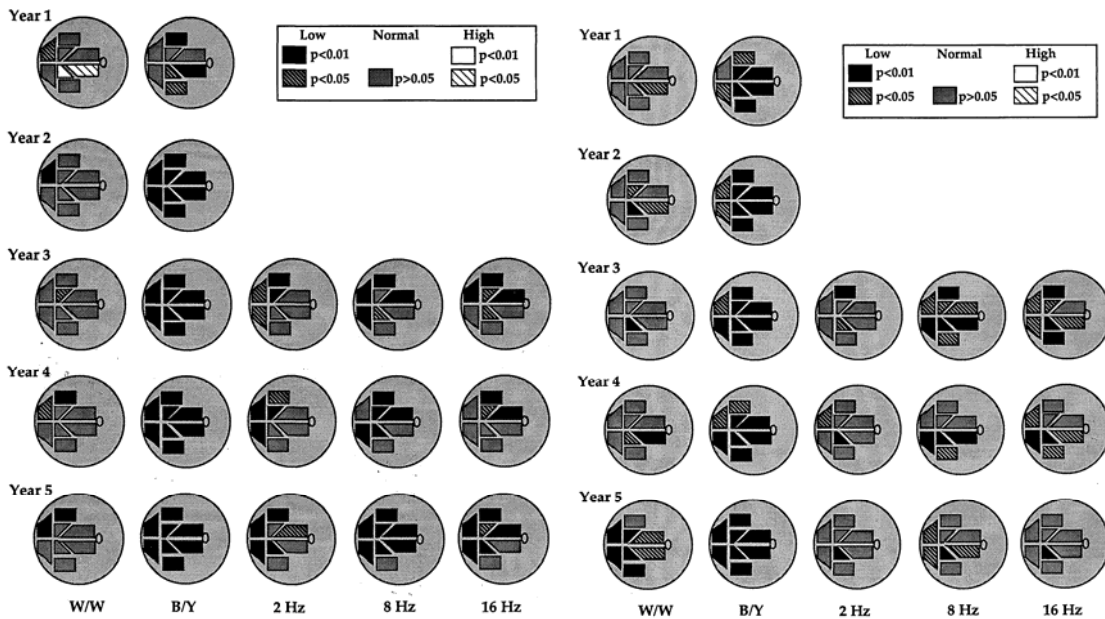 Year 1
Low Normal High
p<0.01 p<0.01
p<0.05 p>0.05 p<0.05
Year 2
Year 3
Year 4
Year 5
W/W B/Y 2 Hz 8 Hz 16 Hz
Year 1
Low Normal High
p<0.01 p<0.01
p<0.05 p>0.05 p<0.05
Year 2
Year 3
Year 4
Year 5
W/W B/Y 2 Hz 8 Hz 16 Hz